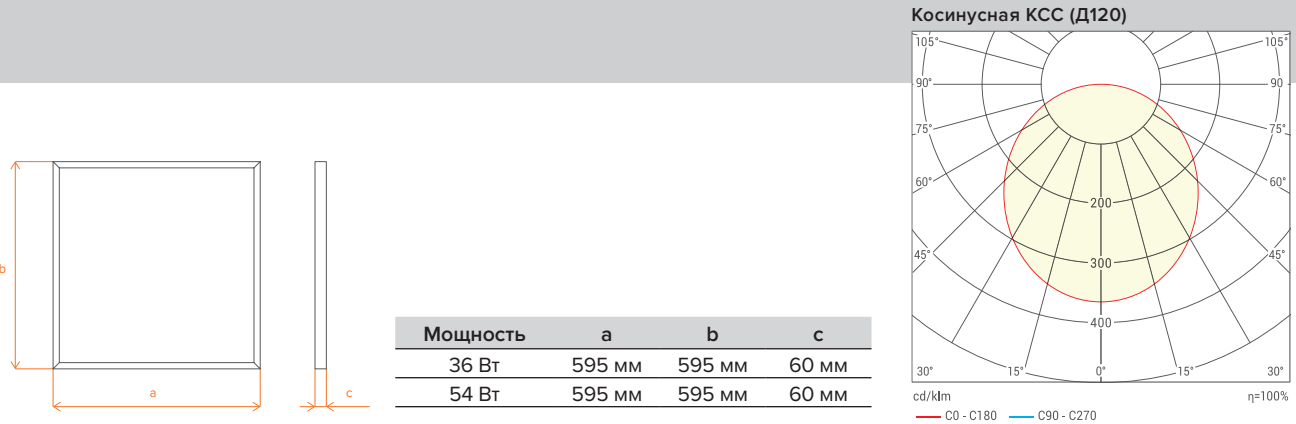 Косинусная КСС (Д120)
105° 105°
90° 90
75° 75°
60° 60°
200
45° 45°
300
400
30° 15° 0° 15° 30°
cd/klm η=100%
C0 - C180 C90 - C270
b
a
c
Мощность a b c
36 Вт 595 мм 595 мм 60 мм
54 Вт 595 мм 595 мм 60 мм